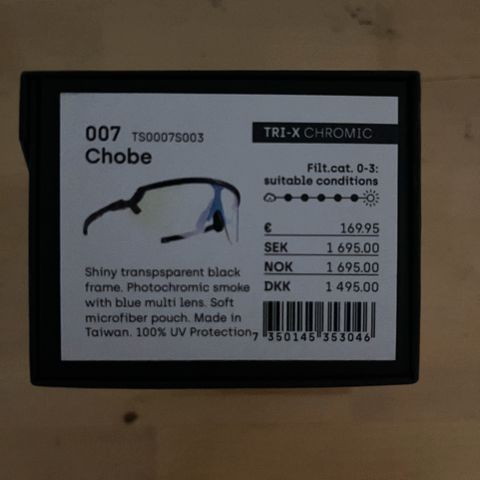 007 TS0007S003
Chobe
TRI-X CHROMIC
Filt.cat. 0-3:
suitable conditions
€ 169.95
SEK 1 695.00
NOK 1 695.00
DKK 1 495.00
Shiny transpsparent black
frame. Photochromic smoke
with blue multi lens. Soft
microfiber pouch. Made in
Taiwan. 100% UV Protection
7 350145 353046